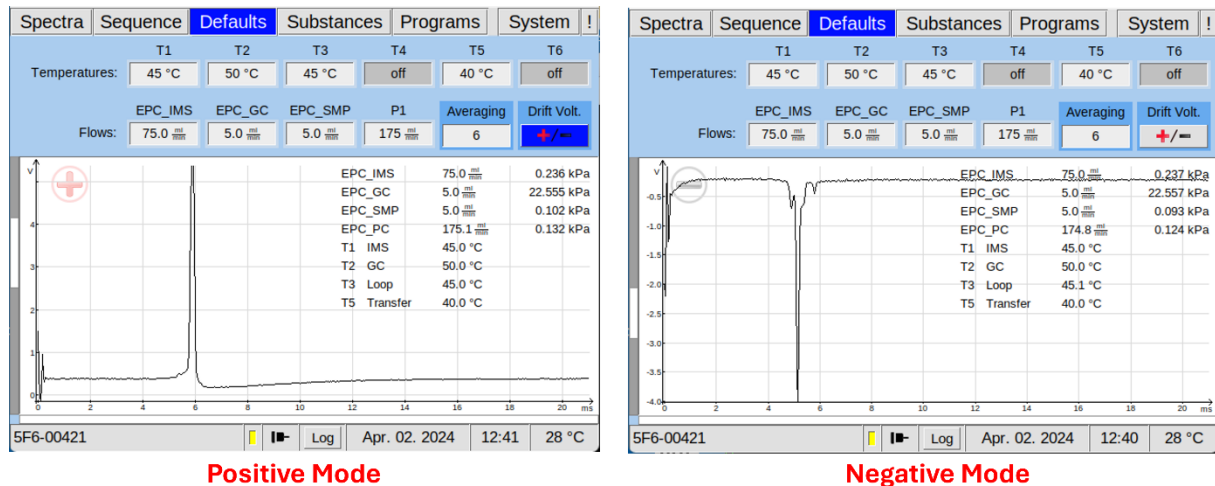 Spectra Sequence Defaults Substances Programs System !
T1 T2 T3 T4 T5 T6
Temperatures: 45 °C 50 °C 45 °C off 40 °C off
EPC_IMS EPC_GC EPC_SMP P1 Averaging Drift Volt.
Flows: 75.0 ml/min 5.0 ml/min 5.0 ml/min 175 ml/min 6 +/-
V
EPC_IMS 75.0 ml/min 0.236 kPa
EPC_GC 5.0 ml/min 22.555 kPa
EPC_SMP 5.0 ml/min 0.102 kPa
EPC_PC 175.1 ml/min 0.132 kPa
T1 IMS 45.0 °C
T2 GC 50.0 °C
T3 Loop 45.0 °C
T5 Transfer 40.0 °C
4
3
2
1
0
0 2 4 6 8 10 12 14 16 18 20 ms
5F6-00421 Log Apr. 02. 2024 12:41 28 °C
Positive Mode
Spectra Sequence Defaults Substances Programs System !
T1 T2 T3 T4 T5 T6
Temperatures: 45 °C 50 °C 45 °C off 40 °C off
EPC_IMS EPC_GC EPC_SMP P1 Averaging Drift Volt.
Flows: 75.0 ml/min 5.0 ml/min 5.0 ml/min 175 ml/min 6 +/-
V
EPC_IMS 75.0 ml/min 0.237 kPa
EPC_GC 5.0 ml/min 22.557 kPa
EPC_SMP 5.0 ml/min 0.093 kPa
EPC_PC 174.8 ml/min 0.124 kPa
T1 IMS 45.0 °C
T2 GC 50.0 °C
T3 Loop 45.1 °C
T5 Transfer 40.0 °C
-0.5
-1.0
-1.5
-2.0
-2.5
-3.0
-3.5
-4.0
0 2 4 6 8 10 12 14 16 18 20 ms
5F6-00421 Log Apr. 02. 2024 12:40 28 °C
Negative Mode